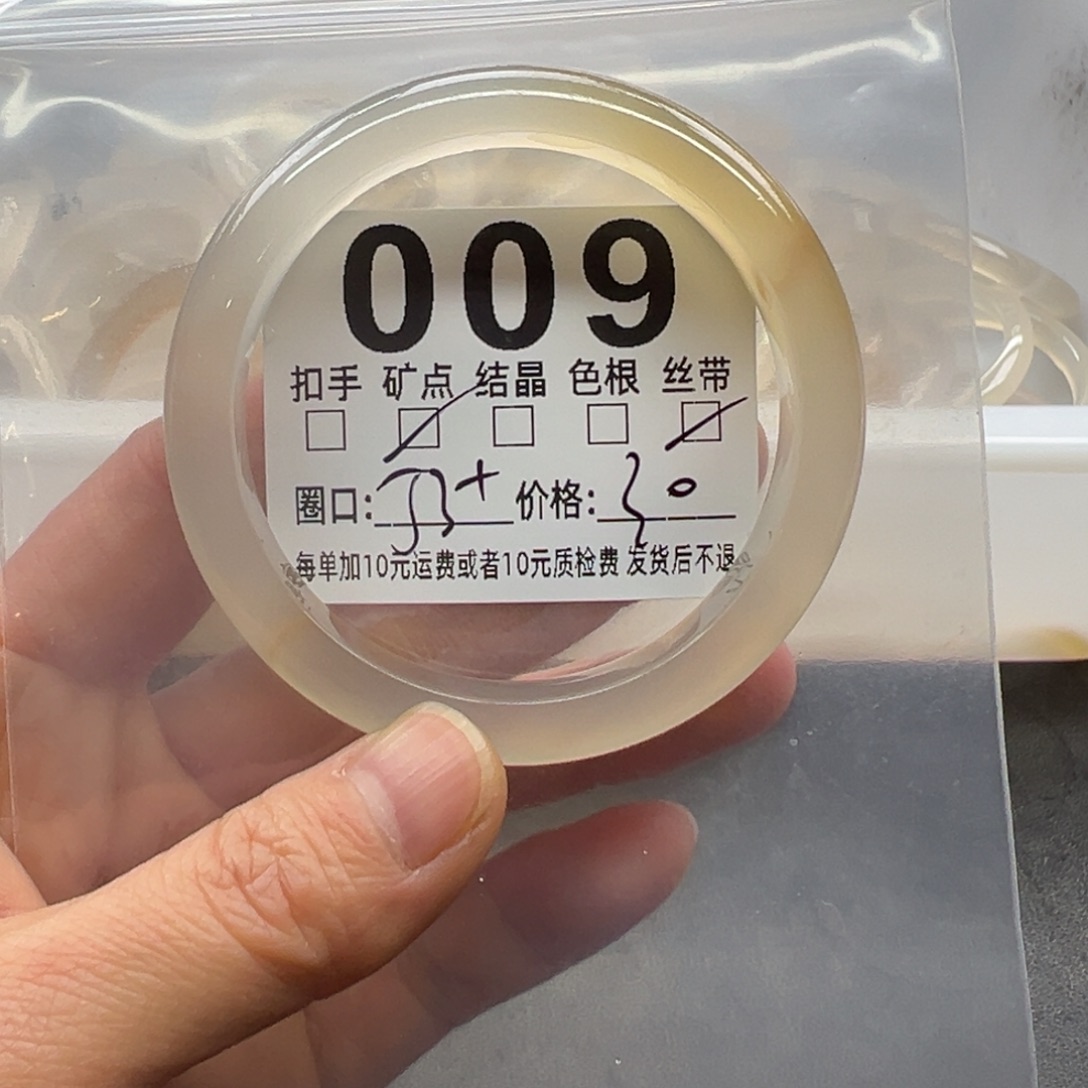 009
扣手 矿点 结晶 色根 丝带
圈口: 价格:
每单加10元运费或者10元质检费 发货后不退